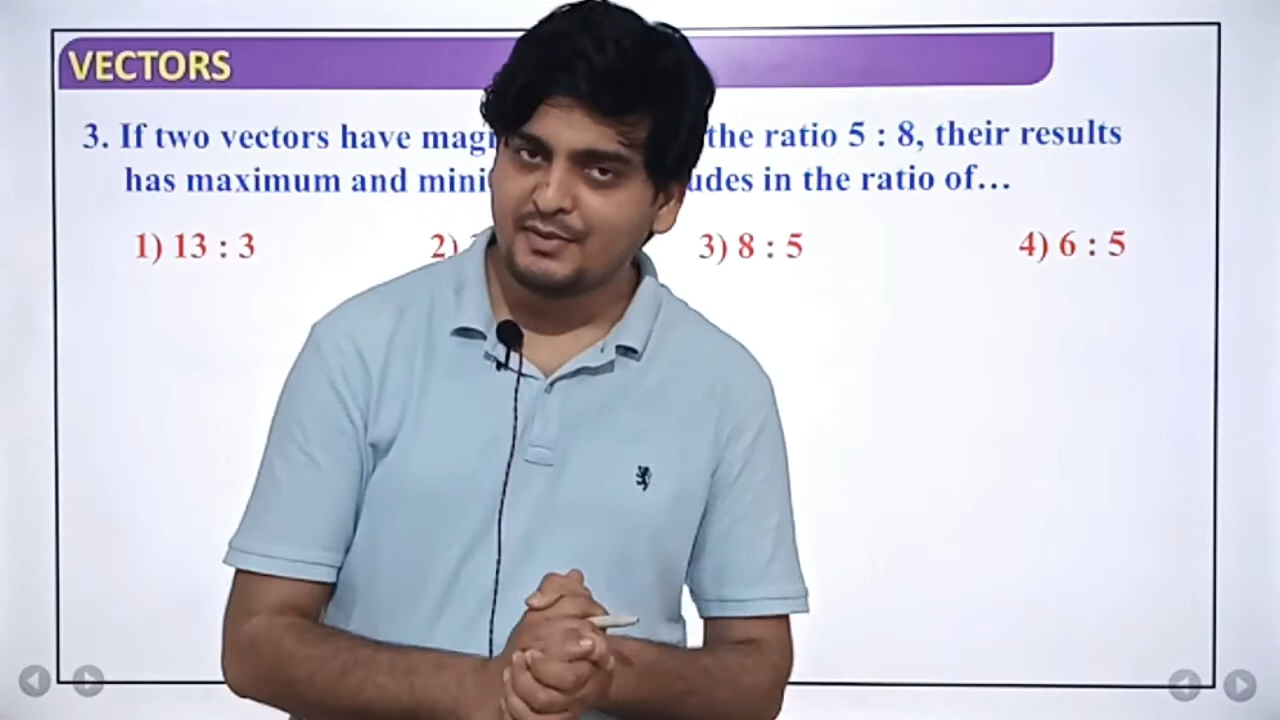 VECTORS
3. If two vectors have the ratio 5 : 8, their results
has maximum and in the ratio of...
1) 13 : 3 2) 3) 8 : 5 4) 6 : 5